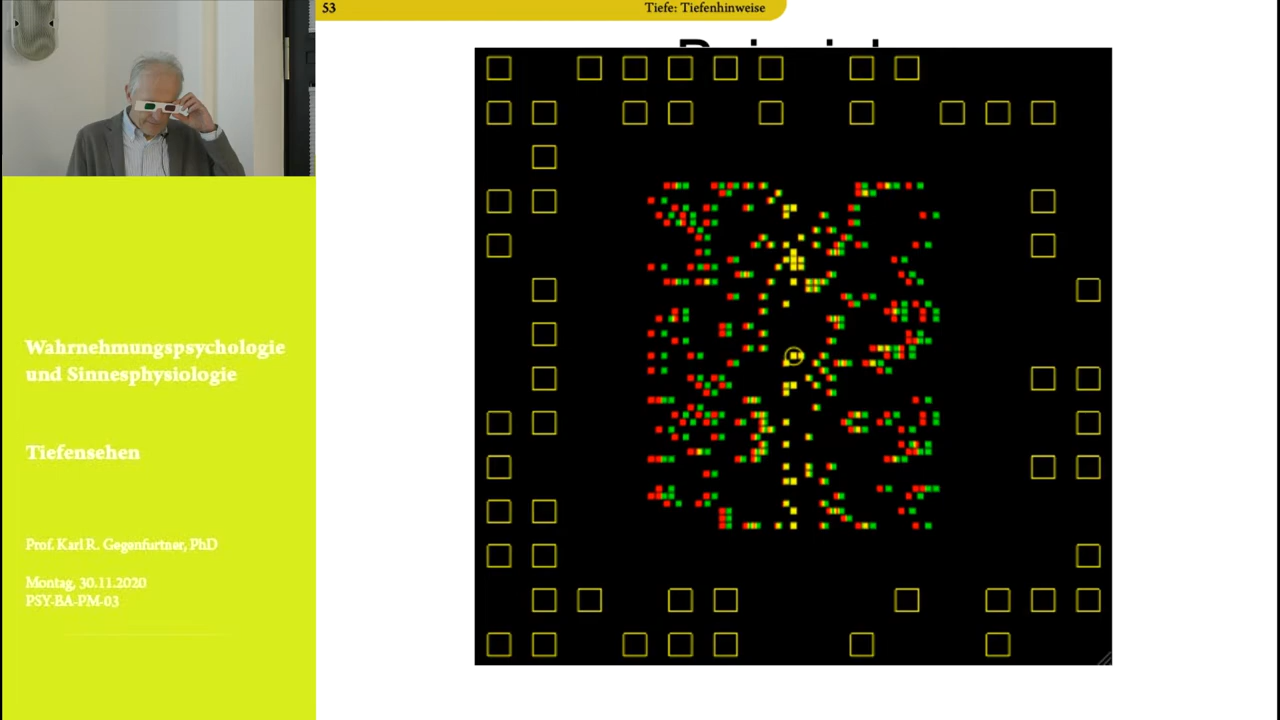 53
Tiefe: Tiefenhinweise
Wahrnehmungspsychologie
und Sinnesphysiologie
Tiefensehen
Prof. Karl R. Gegenfurtner, PhD
Montag, 30.11.2020
PSY-BA-PM-03